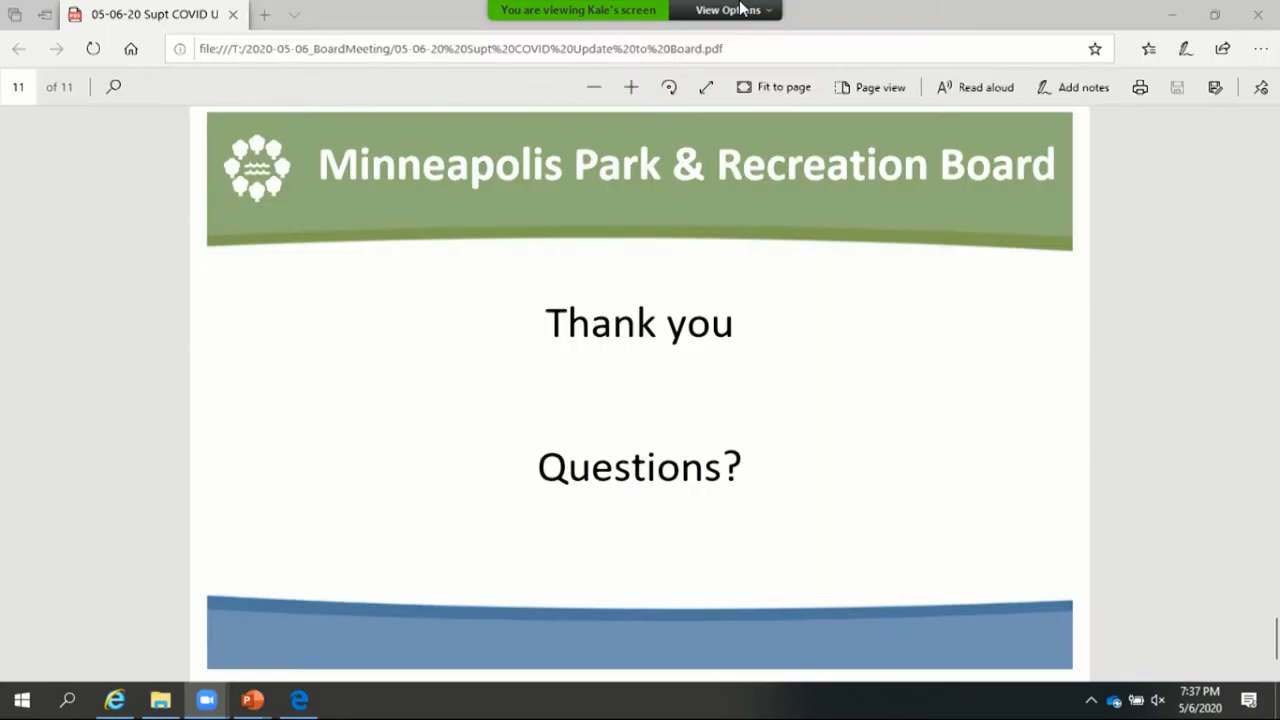 05-06-20 Supt COVID U
You are viewing Kale's screen
View Options
file:///T:/2020-05-06_BoardMeeting/05-06-20%20Supt%20COVID%20Update%20to%20Board.pdf
11 of 11
Fit to page
Page view
Read aloud
Add notes
Minneapolis Park & Recreation Board
Thank you
Questions?
7:37 PM
5/6/2020